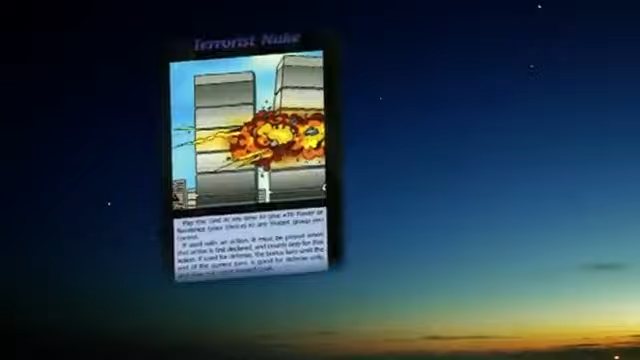 Terrorist Nuke
Play this card at any time to give +10 Power or
Resistance (your choice) to any Violent group you
control.
If used with an action, it must be played when
that action is first declared, and counts only for that
action. If used for defense, the bonus lasts until the
end of the current turn, is good for defense only,